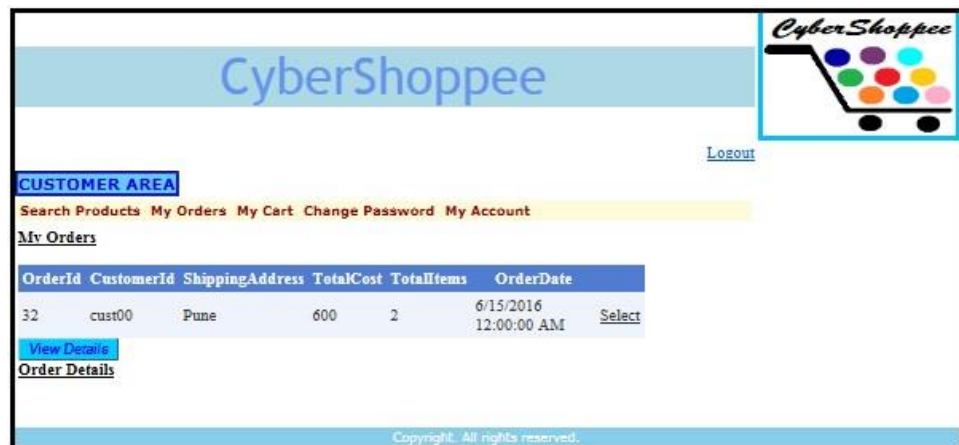 CyberShoppee
CyberShoppee
Logout
CUSTOMER AREA
Search Products My Orders My Cart Change Password My Account
My Orders
OrderId CustomerId ShippingAddress TotalCost TotalItems OrderDate
32 cust00 Pune 600 2 6/15/2016 12:00:00 AM Select
View Details
Order Details
Copyright. All rights reserved.